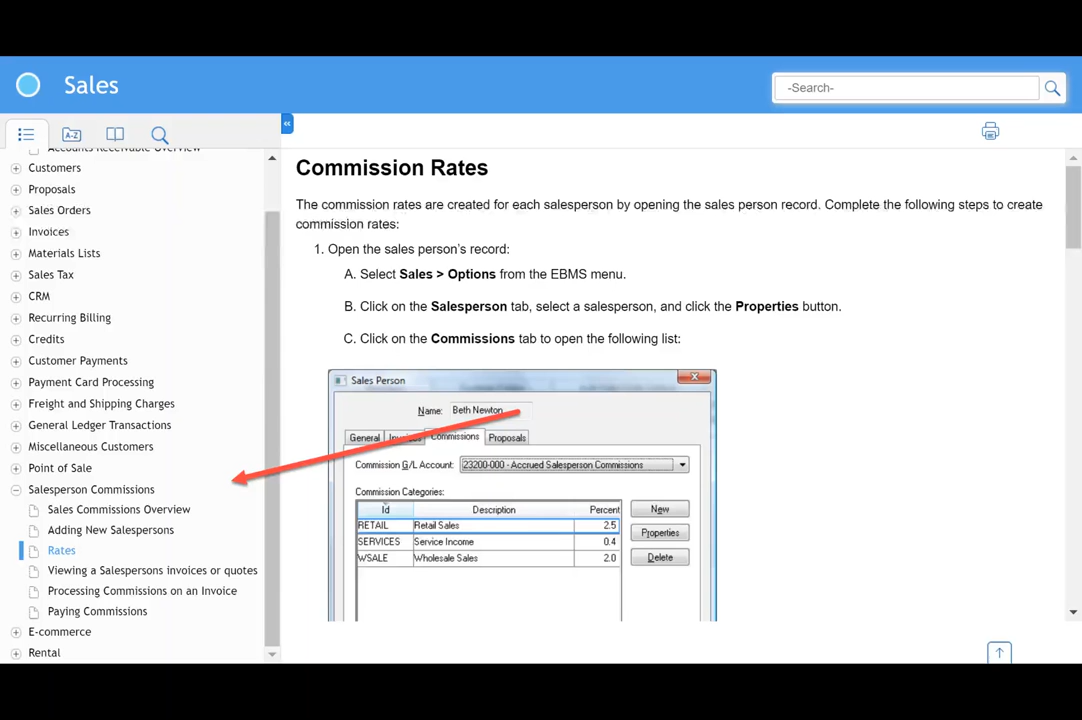 Sales
-Search-
A-Z
Accounts Receivable Overview
Customers
Proposals
Sales Orders
Invoices
Materials Lists
Sales Tax
CRM
Recurring Billing
Credits
Customer Payments
Payment Card Processing
Freight and Shipping Charges
General Ledger Transactions
Miscellaneous Customers
Point of Sale
Salesperson Commissions
Sales Commissions Overview
Adding New Salespersons
Rates
Viewing a Salespersons invoices or quotes
Processing Commissions on an Invoice
Paying Commissions
E-commerce
Rental
Commission Rates
The commission rates are created for each salesperson by opening the sales person record. Complete the following steps to create
commission rates:
1. Open the sales person's record:
A. Select Sales > Options from the EBMS menu.
B. Click on the Salesperson tab, select a salesperson, and click the Properties button.
C. Click on the Commissions tab to open the following list:
Sales Person
Name: Beth Newton
General Invoices Commissions Proposals
Commission G/L Account: 23200-000 - Accrued Salesperson Commissions
Commission Categories:
Id Description Percent
RETAIL Retail Sales 2.5
SERVICES Service Income 0.4
WSALE Wholesale Sales 2.0
New
Properties
Delete